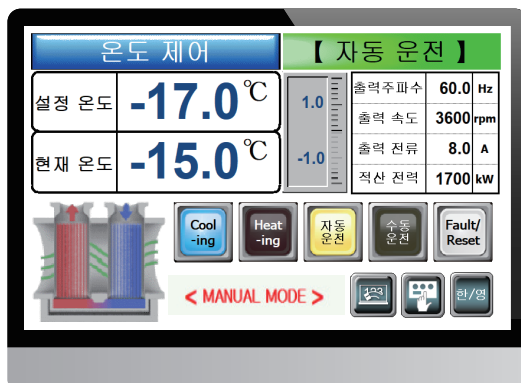 온도 제어
【 자동 운전 】
설정 온도 -17.0 ℃
현재 온도 -15.0 ℃
1.0
-1.0
출력주파수 60.0 Hz
출력 속도 3600 rpm
출력 전류 8.0 A
적산 전력 1700 kW
Cool
-ing
Heat
-ing
자동
운전
수동
운전
Fault/
Reset
< MANUAL MODE >
123
한/영